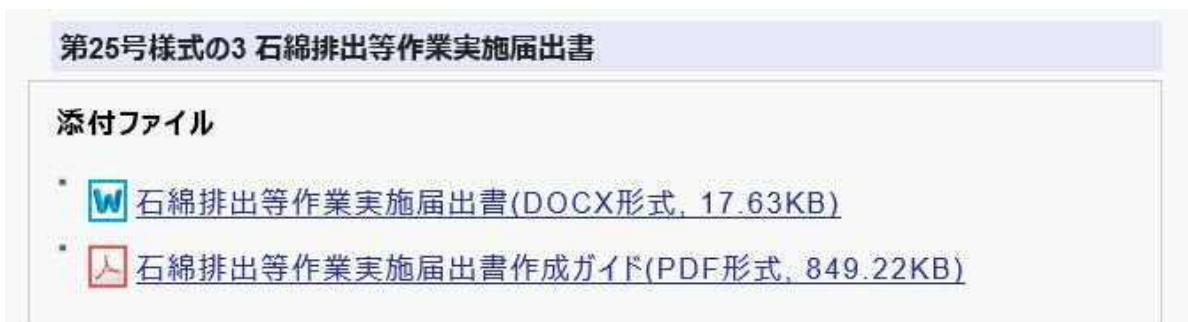 第25号様式の3 石綿排出等作業実施届出書
添付ファイル
石綿排出等作業実施届出書(DOCX形式, 17.63KB)
石綿排出等作業実施届出書作成ガイド(PDF形式, 849.22KB)